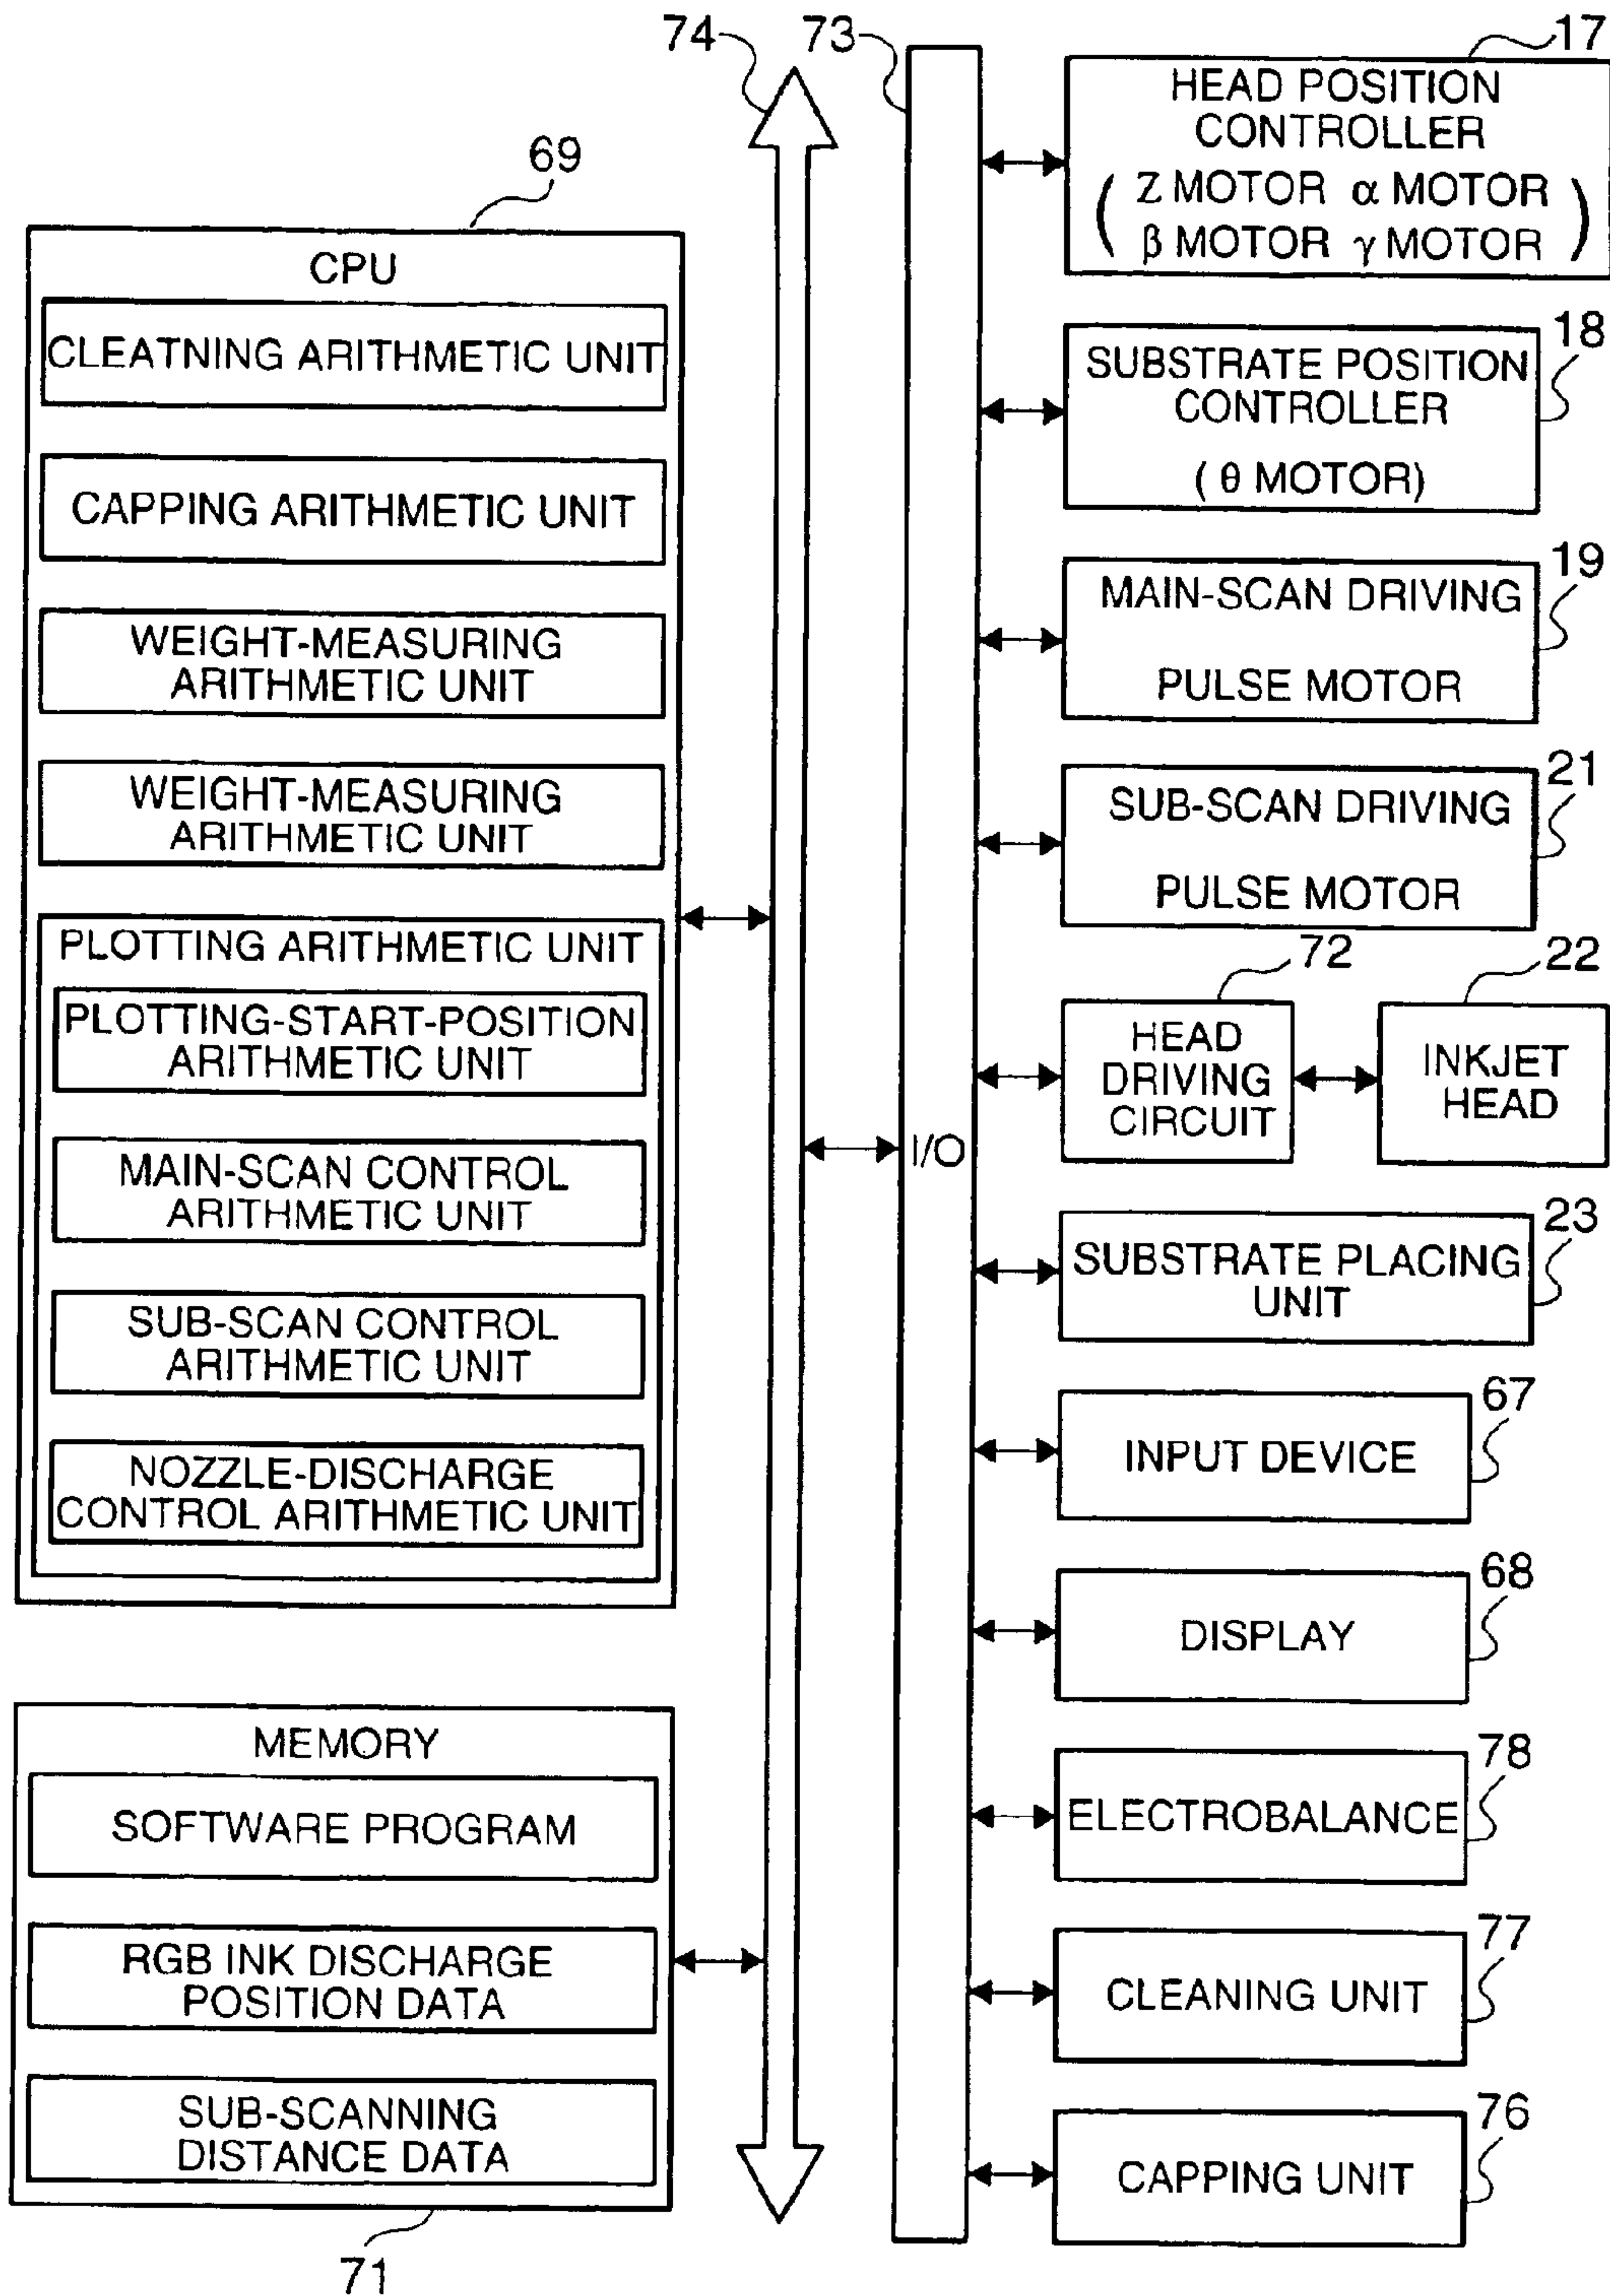 74
73
17
HEAD POSITION
CONTROLLER
( Z MOTOR α MOTOR
β MOTOR γ MOTOR )
69
CPU
CLEATNING ARITHMETIC UNIT
CAPPING ARITHMETIC UNIT
WEIGHT-MEASURING
ARITHMETIC UNIT
WEIGHT-MEASURING
ARITHMETIC UNIT
PLOTTING ARITHMETIC UNIT
PLOTTING-START-POSITION
ARITHMETIC UNIT
MAIN-SCAN CONTROL
ARITHMETIC UNIT
SUB-SCAN CONTROL
ARITHMETIC UNIT
NOZZLE-DISCHARGE
CONTROL ARITHMETIC UNIT
MEMORY
SOFTWARE PROGRAM
RGB INK DISCHARGE
POSITION DATA
SUB-SCANNING
DISTANCE DATA
71
I/O
18
SUBSTRATE POSITION
CONTROLLER
( θ MOTOR)
19
MAIN-SCAN DRIVING
PULSE MOTOR
21
SUB-SCAN DRIVING
PULSE MOTOR
72
HEAD
DRIVING
CIRCUIT
22
INKJET
HEAD
23
SUBSTRATE PLACING
UNIT
67
INPUT DEVICE
68
DISPLAY
78
ELECTROBALANCE
77
CLEANING UNIT
76
CAPPING UNIT